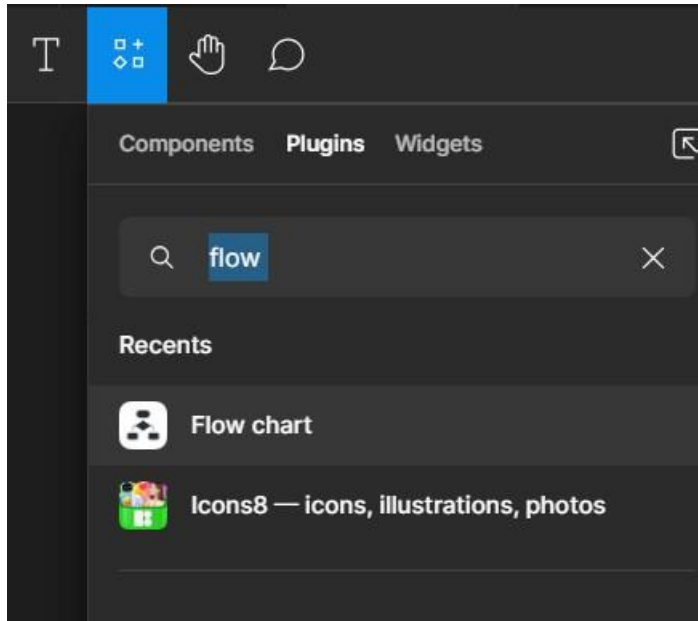 T
Components Plugins Widgets
flow
Recents
Flow chart
Icons8 — icons, illustrations, photos